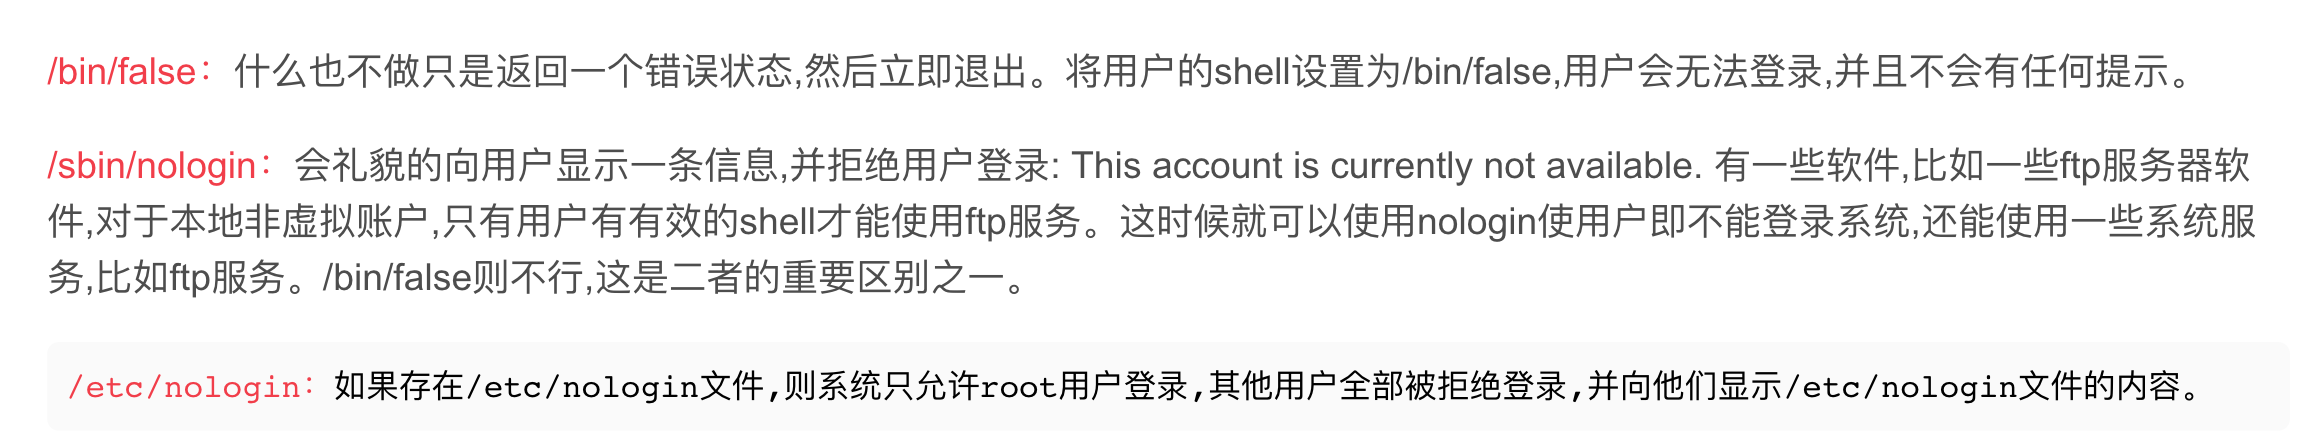 /bin/false：什么也不做只是返回一个错误状态,然后立即退出。将用户的shell设置为/bin/false,用户会无法登录,并且不会有任何提示。
/sbin/nologin：会礼貌的向用户显示一条信息,并拒绝用户登录: This account is currently not available. 有一些软件,比如一些ftp服务器软
件,对于本地非虚拟账户,只有用户有有效的shell才能使用ftp服务。这时候就可以使用nologin使用户即不能登录系统,还能使用一些系统服
务,比如ftp服务。/bin/false则不行,这是二者的重要区别之一。
/etc/nologin：如果存在/etc/nologin文件,则系统只允许root用户登录,其他用户全部被拒绝登录,并向他们显示/etc/nologin文件的内容。